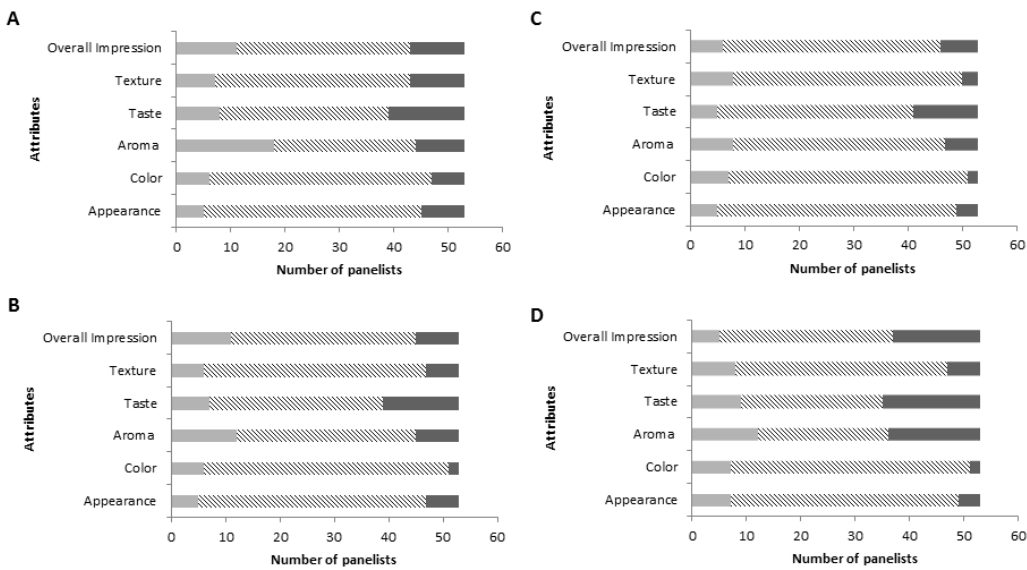 A
Attributes
Overall Impression
Texture
Taste
Aroma
Color
Appearance
0 10 20 30 40 50 60
Number of panelists
C
Attributes
Overall Impression
Texture
Taste
Aroma
Color
Appearance
0 10 20 30 40 50 60
Number of panelists
B
Attributes
Overall Impression
Texture
Taste
Aroma
Color
Appearance
0 10 20 30 40 50 60
Number of panelists
D
Attributes
Overall Impression
Texture
Taste
Aroma
Color
Appearance
0 10 20 30 40 50 60
Number of panelists